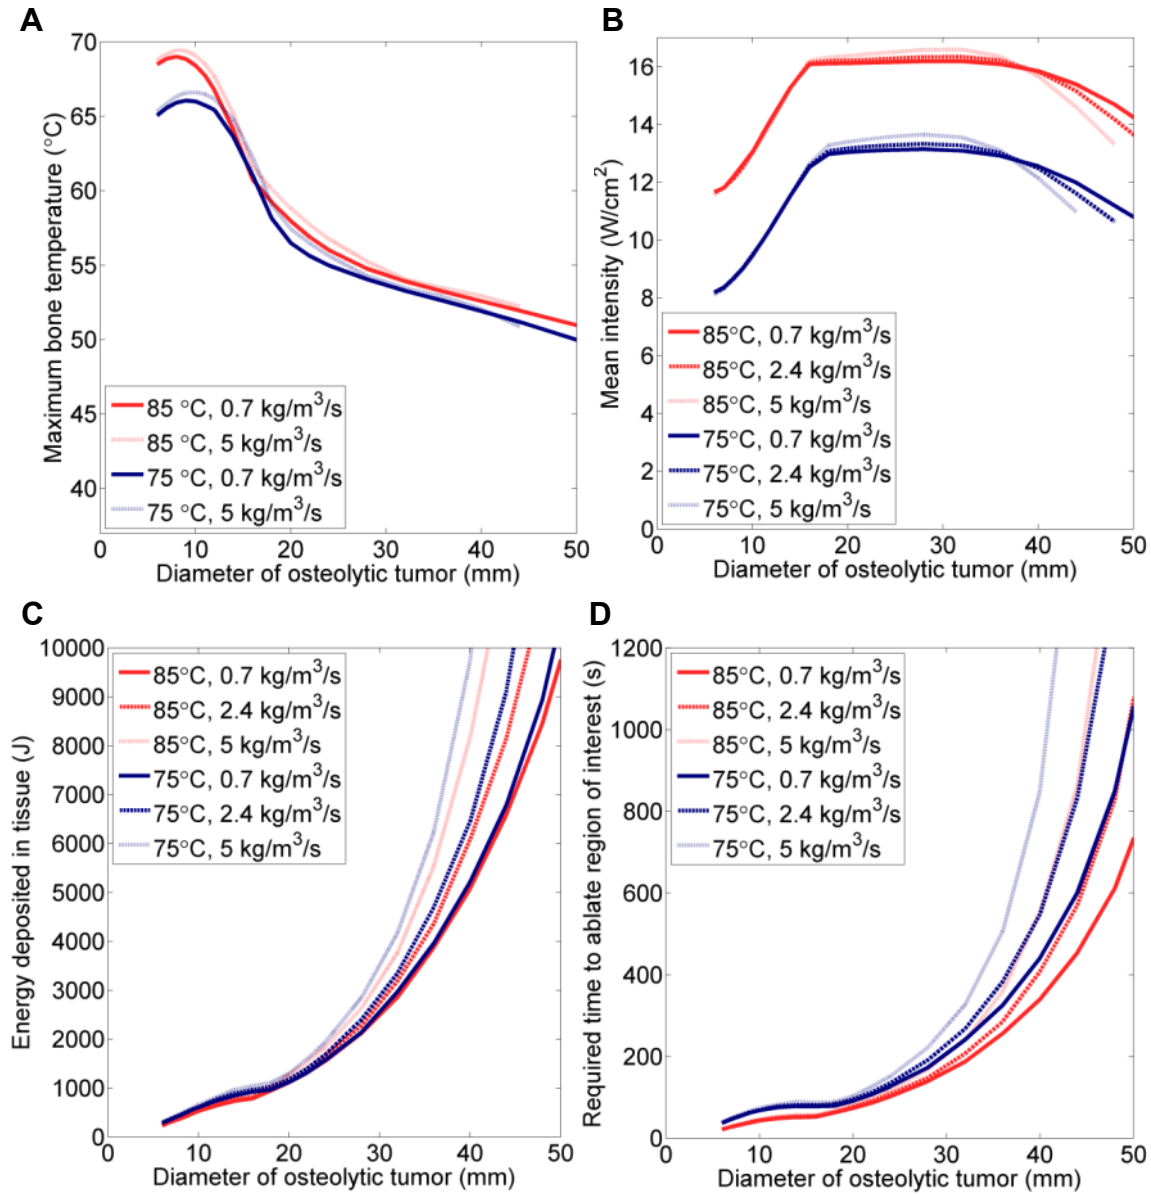 A
Maximum bone temperature (°C)
70
65
60
55
50
45
40
85 °C, 0.7 kg/m³/s
85 °C, 5 kg/m³/s
75 °C, 0.7 kg/m³/s
75 °C, 5 kg/m³/s
0 10 20 30 40 50
Diameter of osteolytic tumor (mm)
B
Mean intensity (W/cm²)
16
14
12
10
8
6
4
2
0
85°C, 0.7 kg/m³/s
85°C, 2.4 kg/m³/s
85°C, 5 kg/m³/s
75°C, 0.7 kg/m³/s
75°C, 2.4 kg/m³/s
75°C, 5 kg/m³/s
0 10 20 30 40 50
Diameter of osteolytic tumor (mm)
C
Energy deposited in tissue (J)
10000
9000
8000
7000
6000
5000
4000
3000
2000
1000
0
85°C, 0.7 kg/m³/s
85°C, 2.4 kg/m³/s
85°C, 5 kg/m³/s
75°C, 0.7 kg/m³/s
75°C, 2.4 kg/m³/s
75°C, 5 kg/m³/s
0 10 20 30 40 50
Diameter of osteolytic tumor (mm)
D
Required time to ablate region of interest (s)
1200
1000
800
600
400
200
0
85°C, 0.7 kg/m³/s
85°C, 2.4 kg/m³/s
85°C, 5 kg/m³/s
75°C, 0.7 kg/m³/s
75°C, 2.4 kg/m³/s
75°C, 5 kg/m³/s
0 10 20 30 40 50
Diameter of osteolytic tumor (mm)